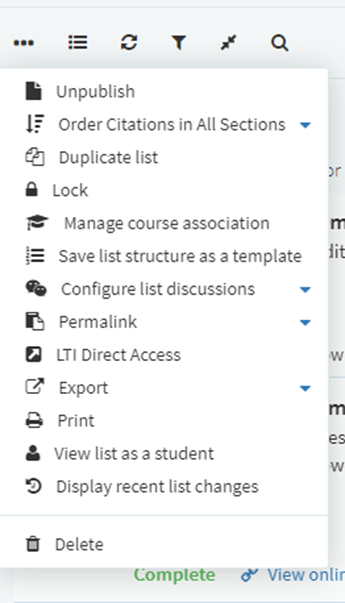 Unpublish
Order Citations in All Sections
Duplicate list
Lock
Manage course association
Save list structure as a template
Configure list discussions
Permalink
LTI Direct Access
Export
Print
View list as a student
Display recent list changes
Delete
Complete View onlin